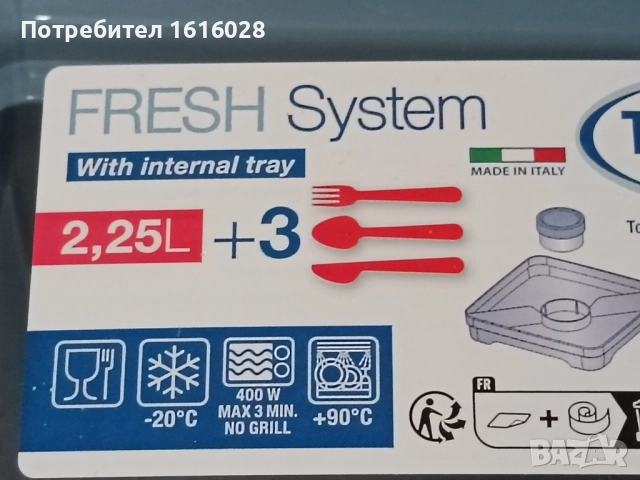 Потребител 1616028
FRESH System
With internal tray
MADE IN ITALY
2,25L +3
-20°C
400 W
MAX 3 MIN.
NO GRILL
+90°C
FR
+
BAZAR